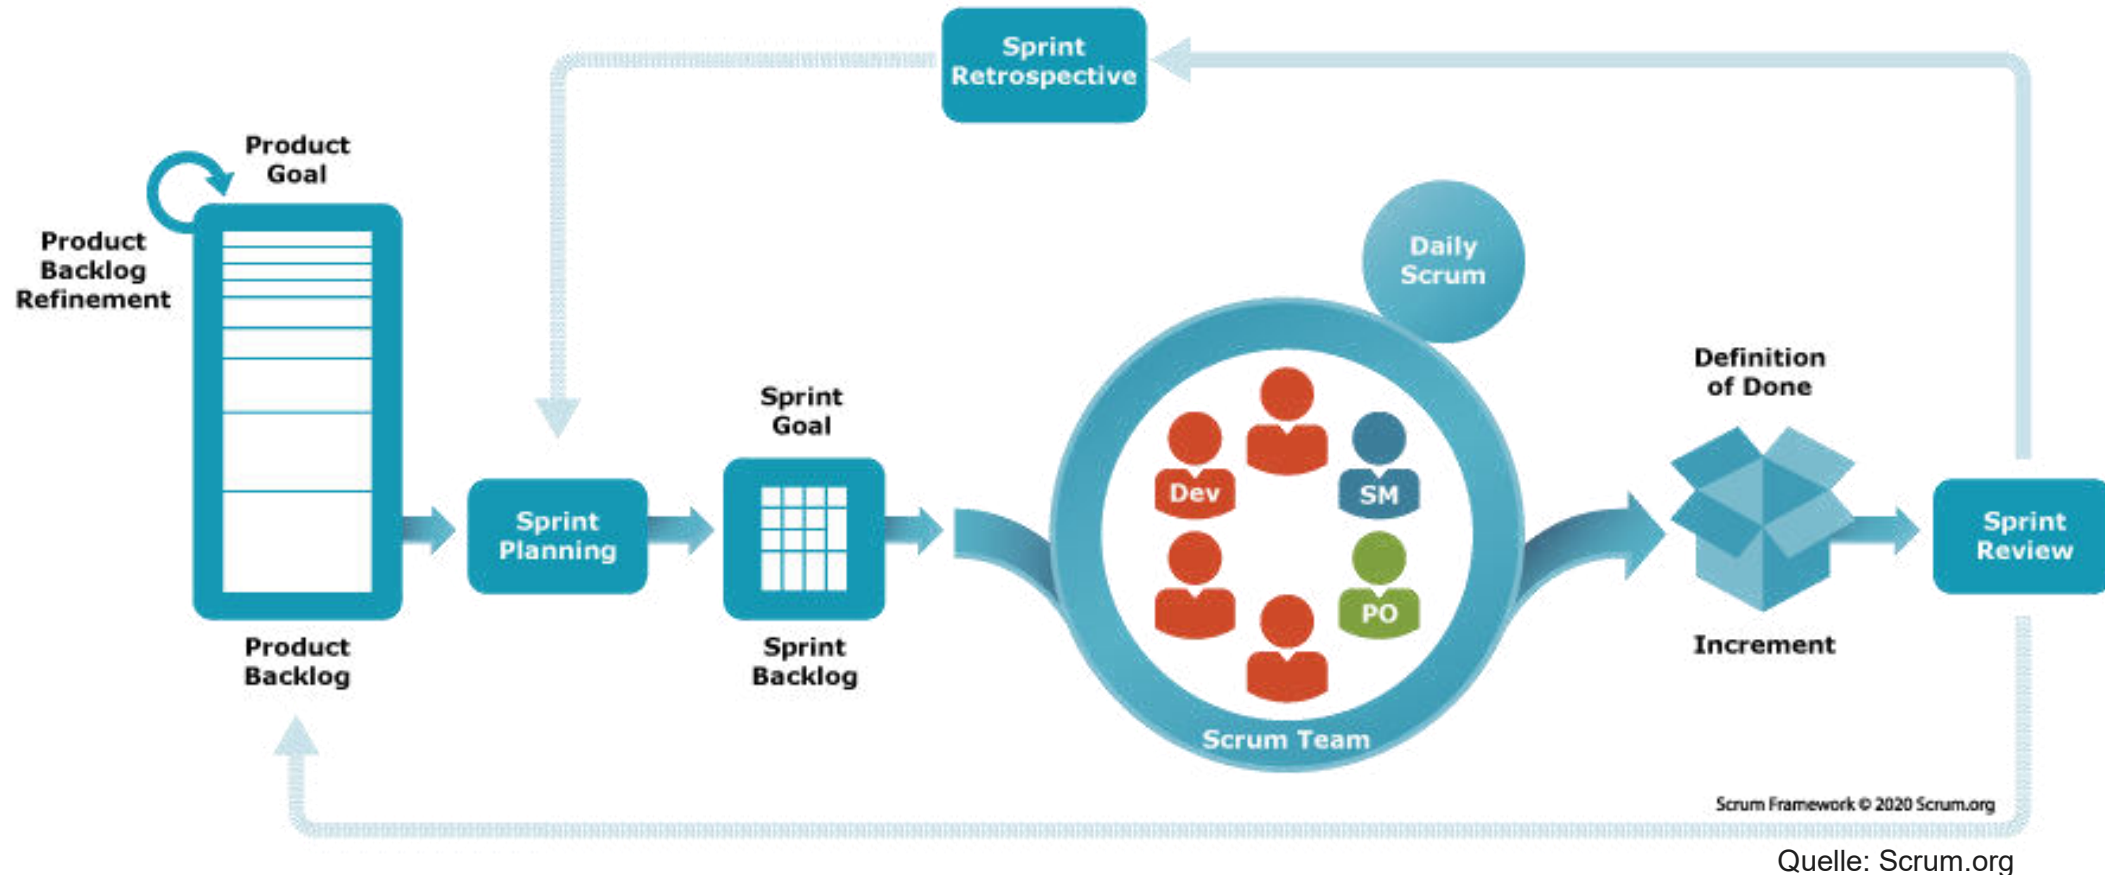 Sprint
Retrospective
Product
Goal
Product
Backlog
Refinement
Daily
Scrum
Definition
of Done
Sprint
Goal
Dev
SM
Sprint
Planning
Sprint
Review
PO
Product
Backlog
Sprint
Backlog
Increment
Scrum Team
Scrum Framework © 2020 Scrum.org
Quelle: Scrum.org